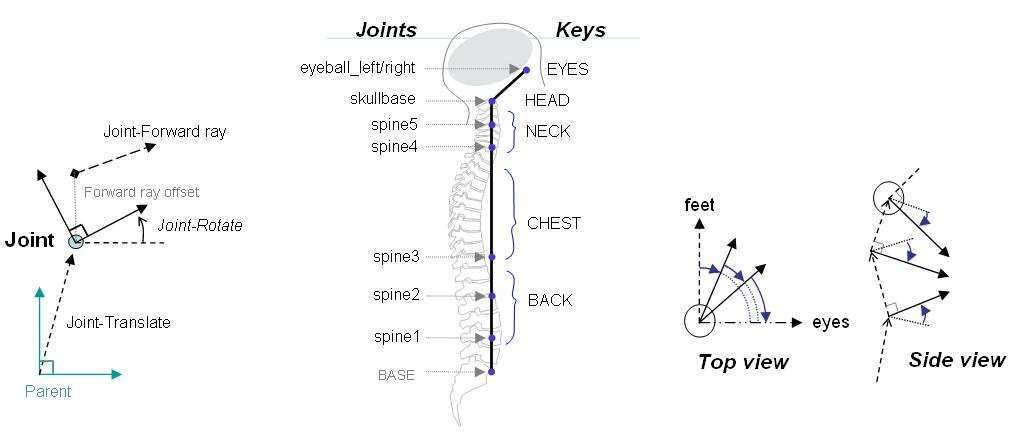 Joint-Forward ray
Forward ray offset
Joint-Rotate
Joint
Joint-Translate
Parent
Joints
Keys
eyeball_left/right
EYES
skullbase
HEAD
spine5
NECK
spine4
CHEST
spine3
spine2
BACK
spine1
BASE
feet
eyes
Top view
Side view